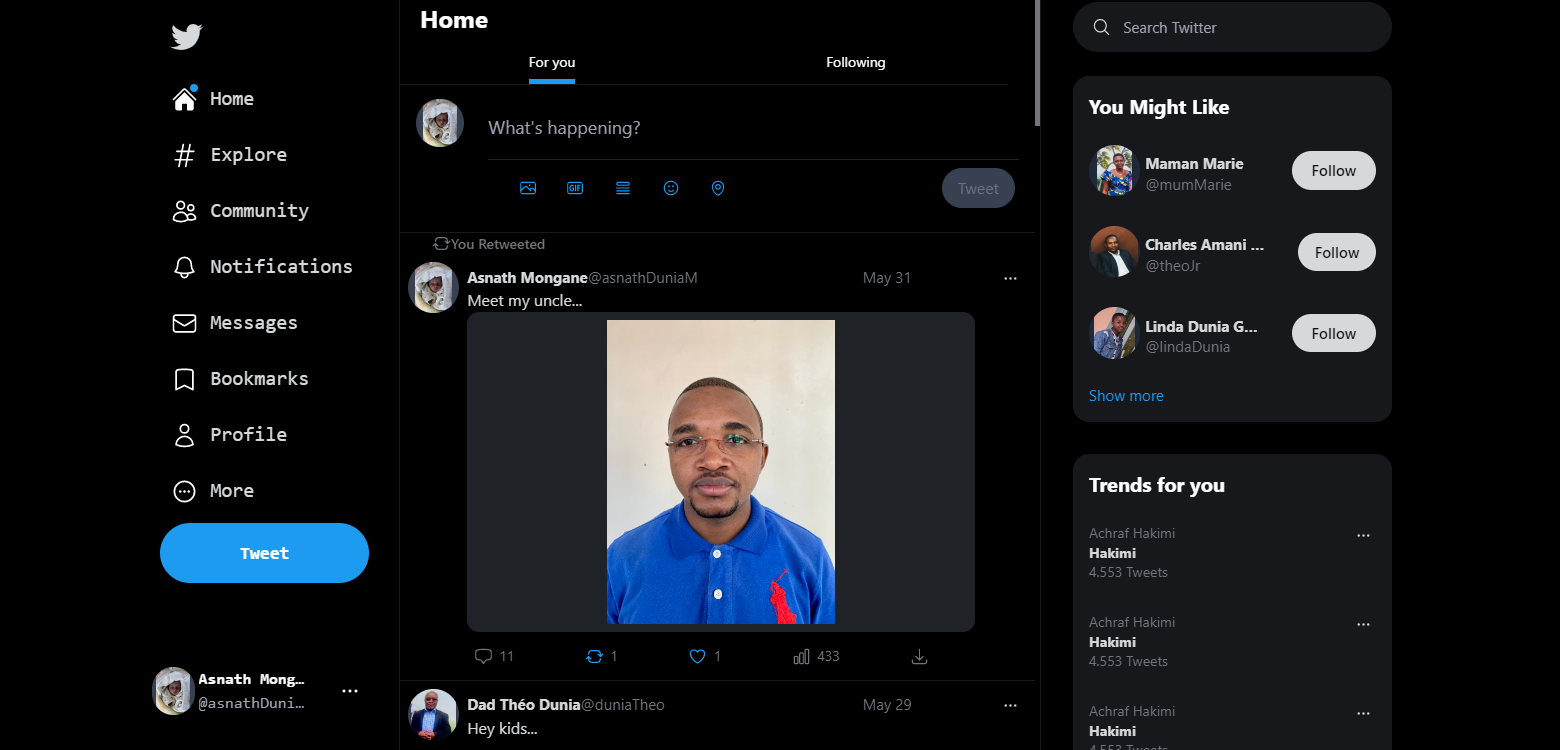 Home
Explore
Community
Notifications
Messages
Bookmarks
Profile
More
Tweet
Asnath Mong...
@asnathDuni...
Home
For you
Following
What's happening?
GIF
Tweet
You Retweeted
Asnath Mongane@asnathDuniaM May 31
Meet my uncle...
11 1 1 433
Dad Théo Dunia@duniaTheo May 29
Hey kids...
Search Twitter
You Might Like
Maman Marie
@mumMarie
Follow
Charles Amani ...
@theoJr
Follow
Linda Dunia G...
@lindaDunia
Follow
Show more
Trends for you
Achraf Hakimi
Hakimi
4.553 Tweets
Achraf Hakimi
Hakimi
4.553 Tweets
Achraf Hakimi
Hakimi
4.553 Tweets